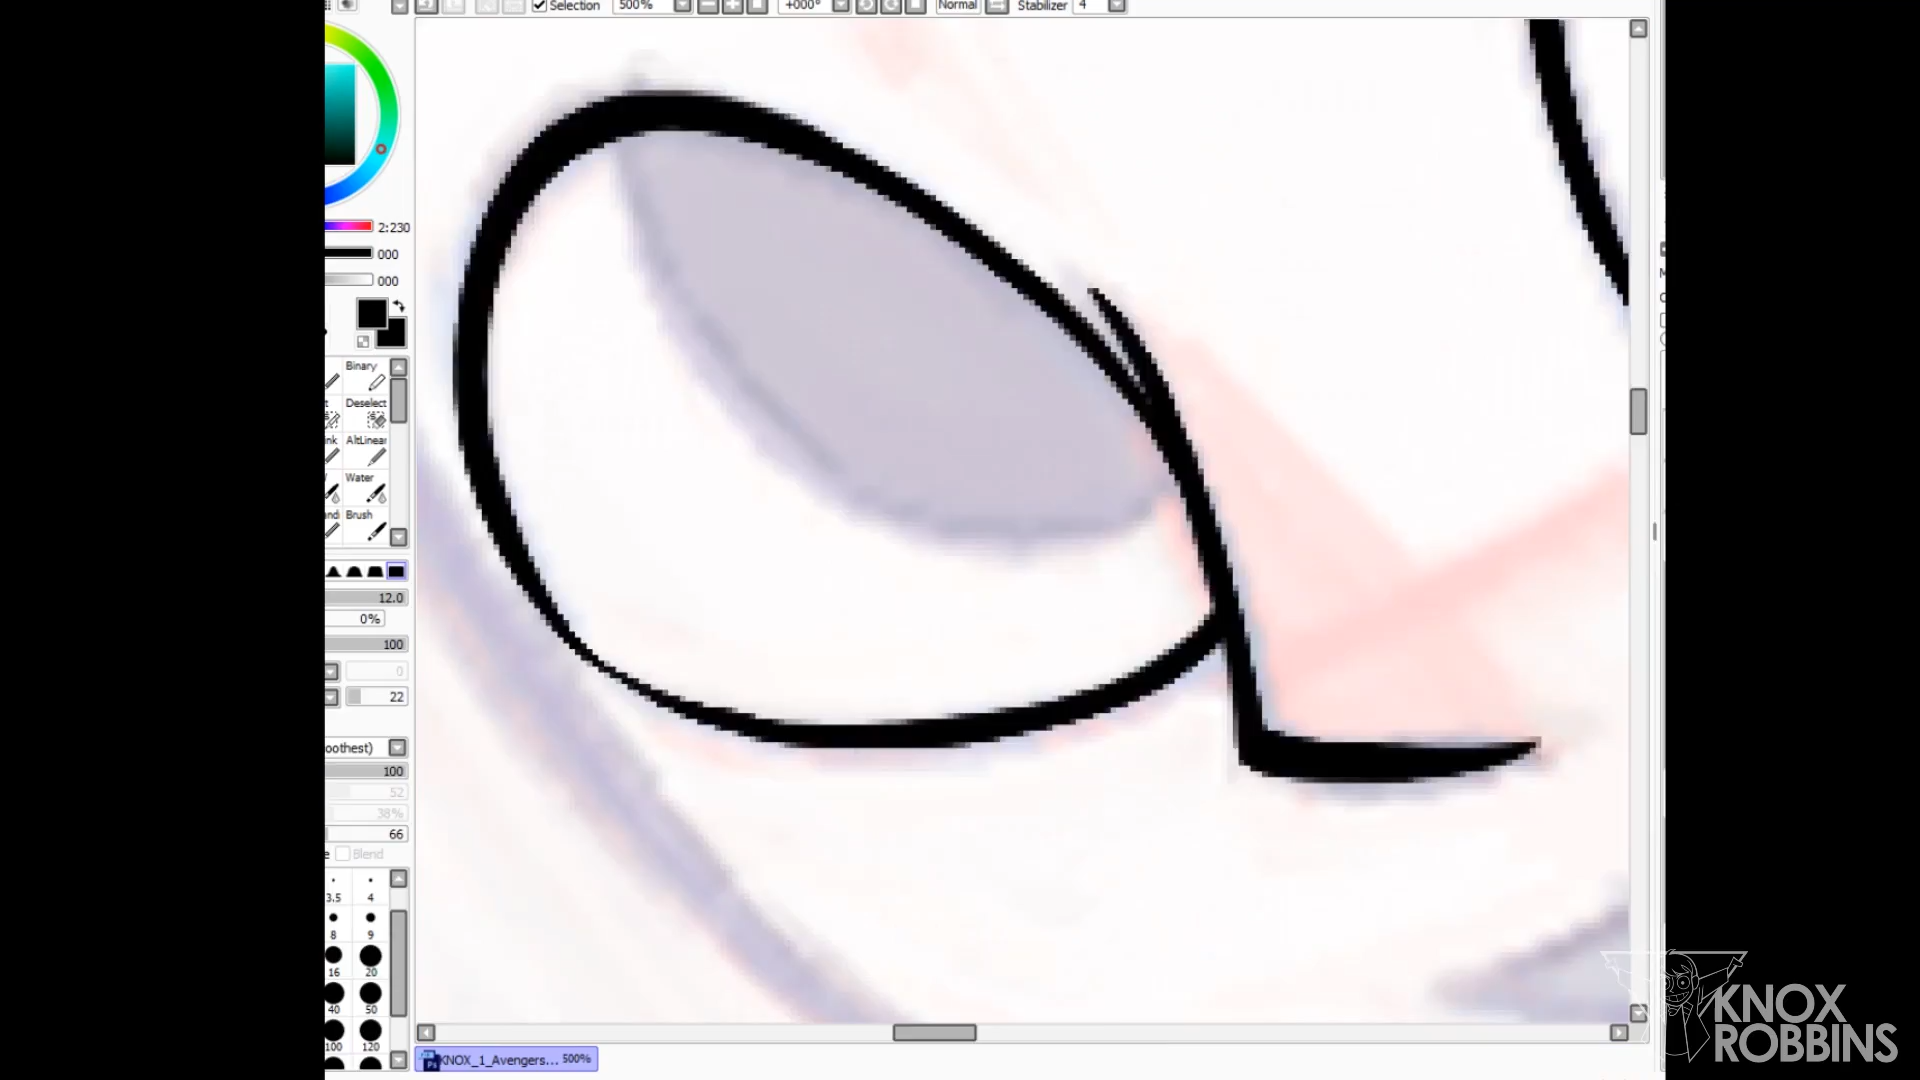 Selection
500%
+000°
Normal
Stabilizer 4
2:230
000
000
Binary
Deselect
AltLinear
Water
Brush
12.0
0%
100
0
22
100
52
38%
66
Blend
3.5
4
8
9
16
20
40
50
100
120
KNOX_1_Avengers... 500%
KNOX
ROBBINS